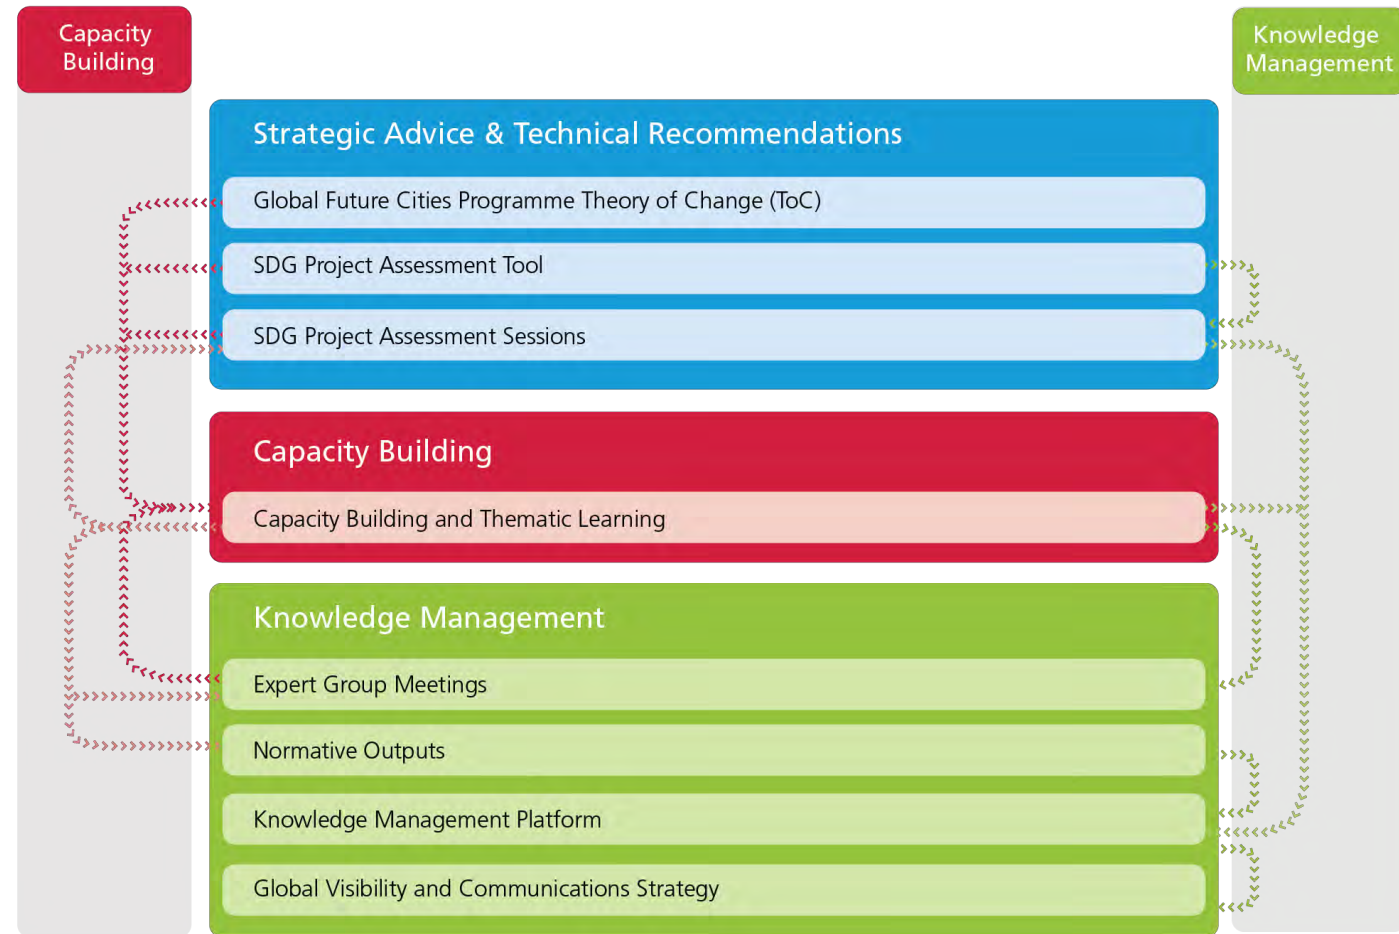 Capacity
Building
Knowledge
Management
Strategic Advice & Technical Recommendations
Global Future Cities Programme Theory of Change (ToC)
SDG Project Assessment Tool
SDG Project Assessment Sessions
Capacity Building
Capacity Building and Thematic Learning
Knowledge Management
Expert Group Meetings
Normative Outputs
Knowledge Management Platform
Global Visibility and Communications Strategy